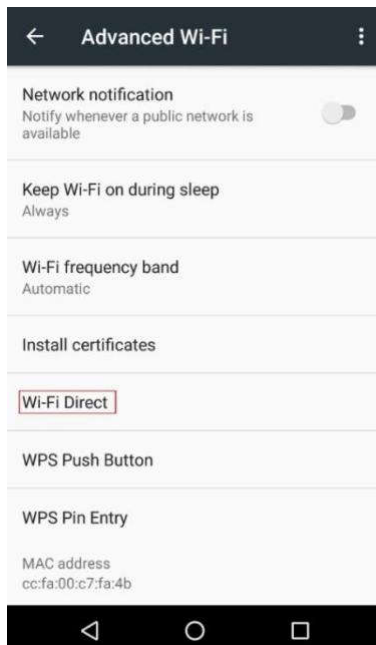 Advanced Wi-Fi
Network notification
Notify whenever a public network is
available
Keep Wi-Fi on during sleep
Always
Wi-Fi frequency band
Automatic
Install certificates
Wi-Fi Direct
WPS Push Button
WPS Pin Entry
MAC address
cc:fa:00:c7:fa:4b